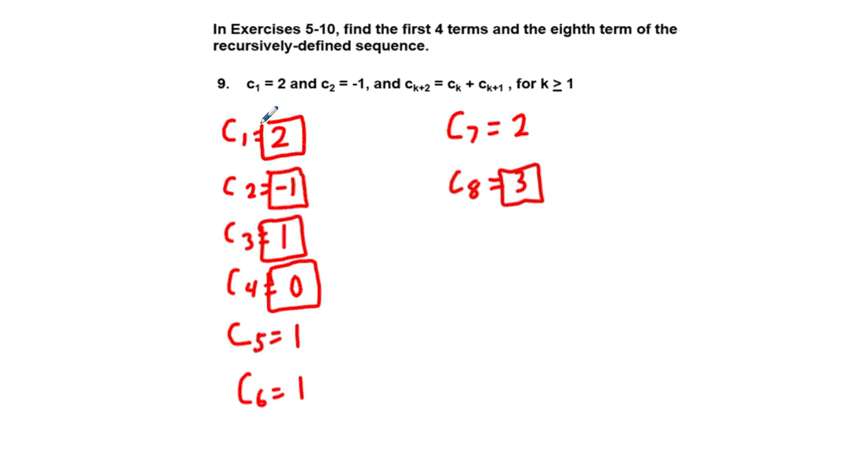 In Exercises 5-10, find the first 4 terms and the eighth term of the
recursively-defined sequence.
9. c₁ = 2 and c₂ = -1, and cₖ₊₂ = cₖ + cₖ₊₁ , for k ≥ 1
C₁ = 2
C₂ = -1
C₃ = 1
C₄ = 0
C₅ = 1
C₆ = 1
C₇ = 2
C₈ = 3